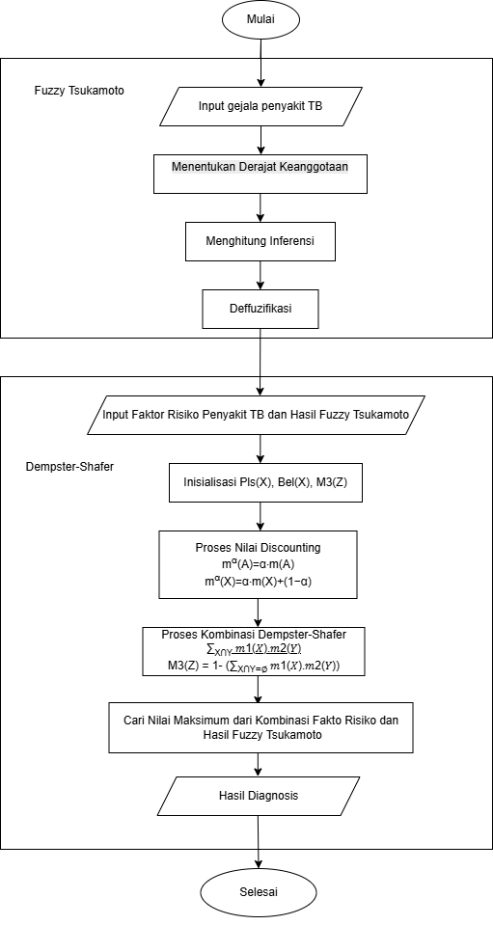 Mulai
Fuzzy Tsukamoto
Input gejala penyakit TB
Menentukan Derajat Keanggotaan
Menghitung Inferensi
Deffuzifikasi
Input Faktor Risiko Penyakit TB dan Hasil Fuzzy Tsukamoto
Dempster-Shafer
Inisialisasi Pls(X), Bel(X), M3(Z)
Proses Nilai Discounting
mᵅ(A)=α·m(A)
mᵅ(X)=α·m(X)+(1−α)
Proses Kombinasi Dempster-Shafer
∑X∩Y 𝑚1(𝑋).𝑚2(𝑌)
M3(Z) = 1- (∑X∩Y=∅ 𝑚1(𝑋).𝑚2(𝑌))
Cari Nilai Maksimum dari Kombinasi Fakto Risiko dan
Hasil Fuzzy Tsukamoto
Hasil Diagnosis
Selesai